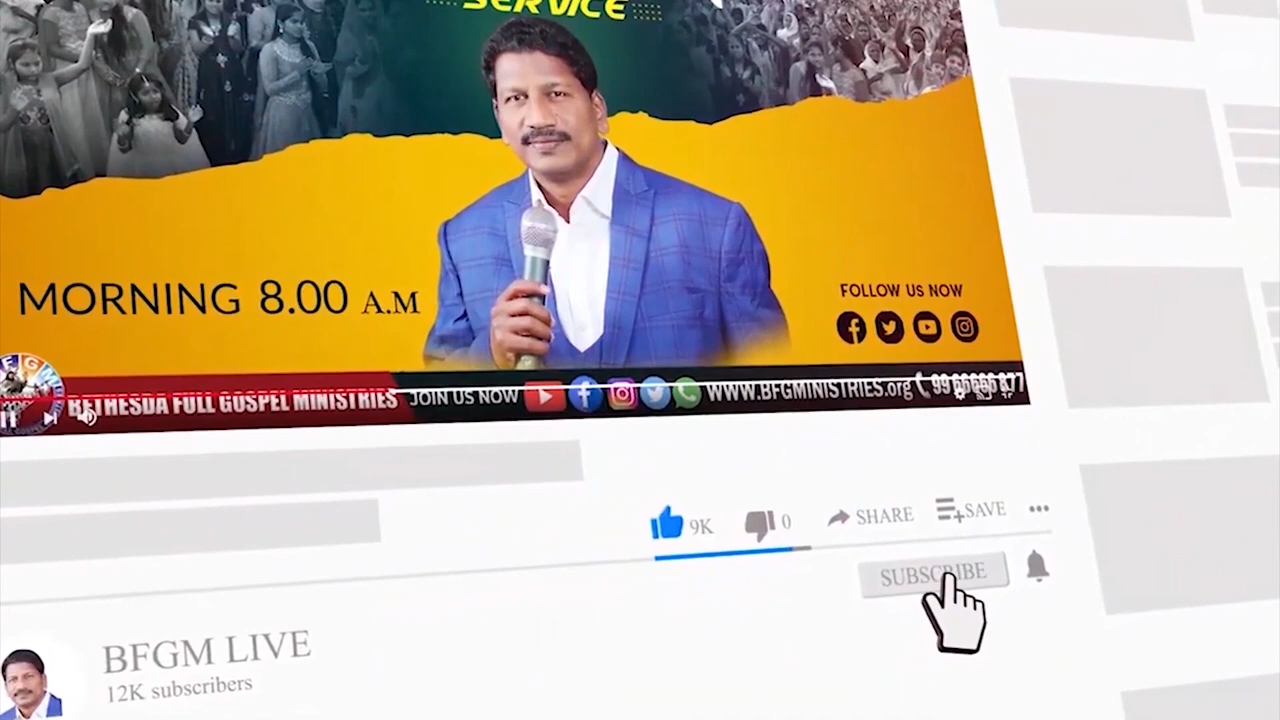 SERVICE
MORNING 8.00 A.M
FOLLOW US NOW
BETHESDA FULL GOSPEL MINISTRIES JOIN US NOW WWW.BFGMINISTRIES.org
9K 0 SHARE SAVE
SUBSCRIBE
BFGM LIVE
12K subscribers